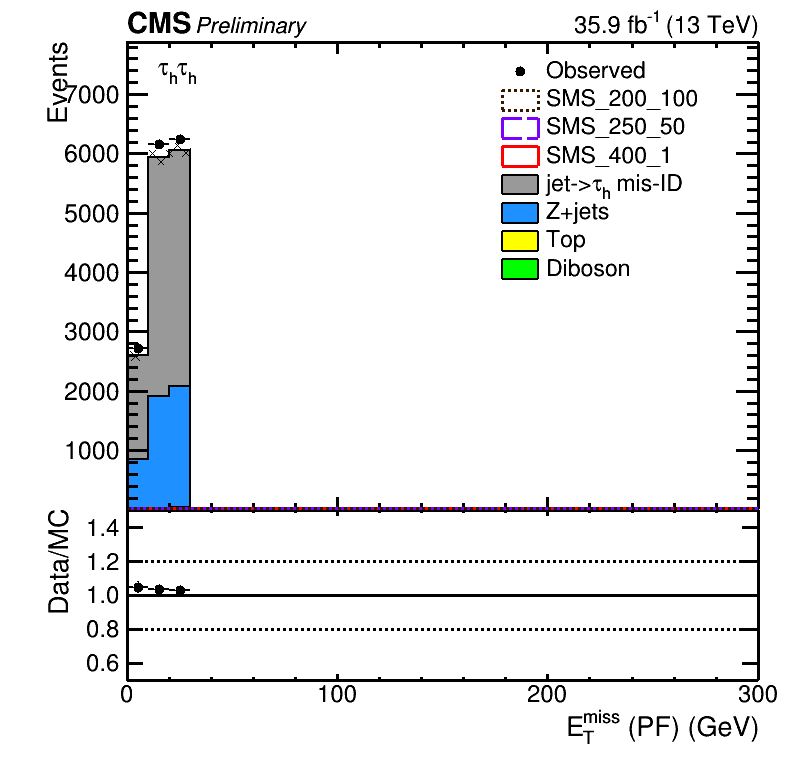 CMS Preliminary 35.9 fb⁻¹ (13 TeV)
Events
τ_hτ_h
7000
6000
5000
4000
3000
2000
1000
Observed
SMS_200_100
SMS_250_50
SMS_400_1
jet->τ_h mis-ID
Z+jets
Top
Diboson
Data/MC
1.4
1.2
1.0
0.8
0.6
0 100 200 300
E_T^miss (PF) (GeV)